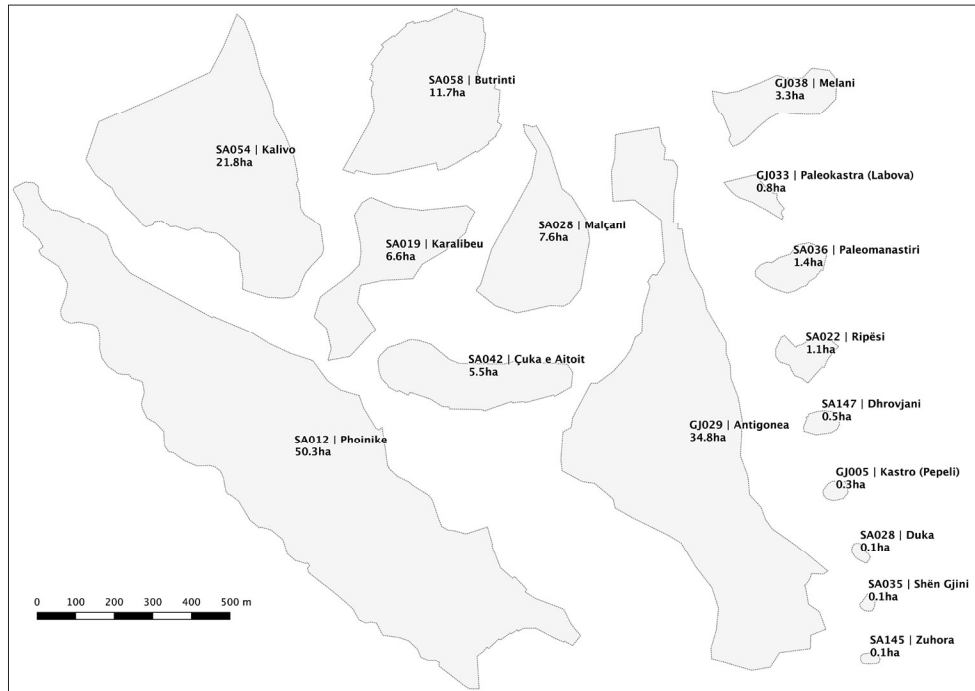 SA058 | Butrinti
11.7ha
GJ038 | Melani
3.3ha
SA054 | Kalivo
21.8ha
GJ033 | Paleokastra (Labova)
0.8ha
SA028 | Malçani
7.6ha
SA019 | Karalibeu
6.6ha
SA036 | Paleomanastiri
1.4ha
SA022 | Ripësi
1.1ha
SA042 | Çuka e Aitoit
5.5ha
SA147 | Dhrovjani
0.5ha
SA012 | Phoinike
50.3ha
GJ029 | Antigonea
34.8ha
GJ005 | Kastro (Pepeli)
0.3ha
SA028 | Duka
0.1ha
SA035 | Shën Gjini
0.1ha
0 100 200 300 400 500 m
SA145 | Zuhora
0.1ha